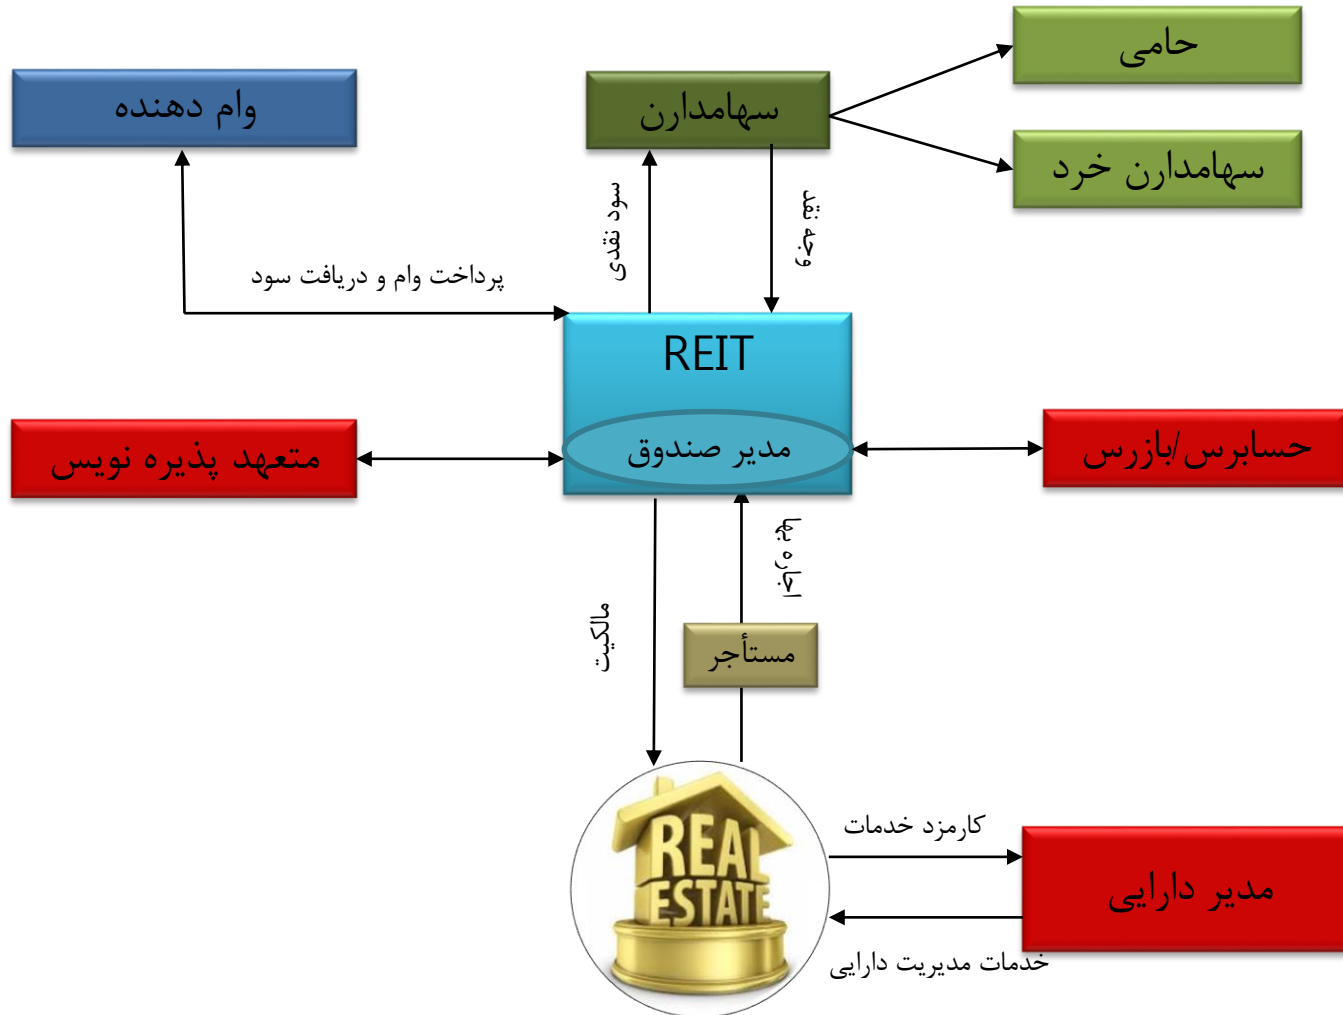 حامی
وام دهنده
سهامدارن
سهامدارن خرد
سود نقدی
وجه نقد
پرداخت وام و دریافت سود
REIT
مدیر صندوق
متعهد پذیره نویس
حسابرس/بازرس
اجاره بها
مالکیت
مستأجر
REAL
ESTATE
کارمزد خدمات
مدیر دارایی
خدمات مدیریت دارایی